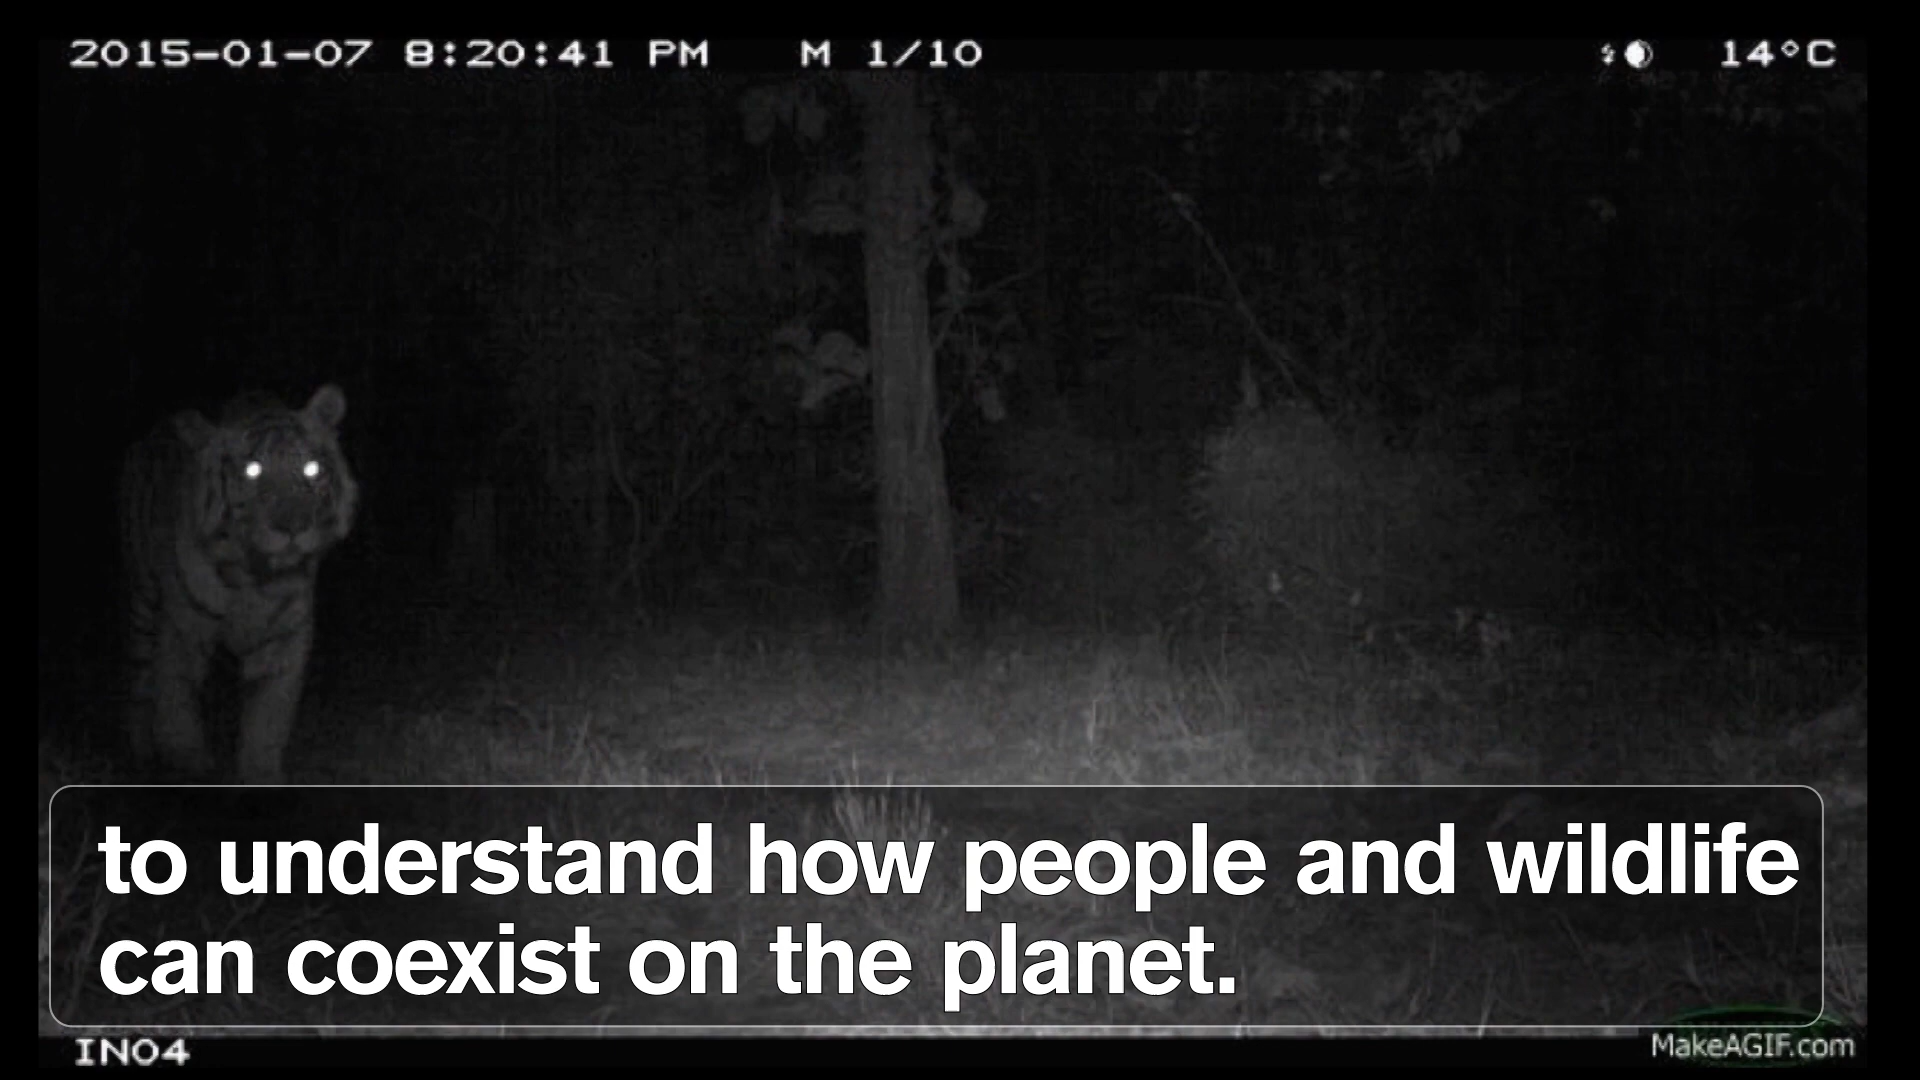 2015-01-07 8:20:41 PM M 1/10 14°C
to understand how people and wildlife
can coexist on the planet.
IN04
MakeAGIF.com